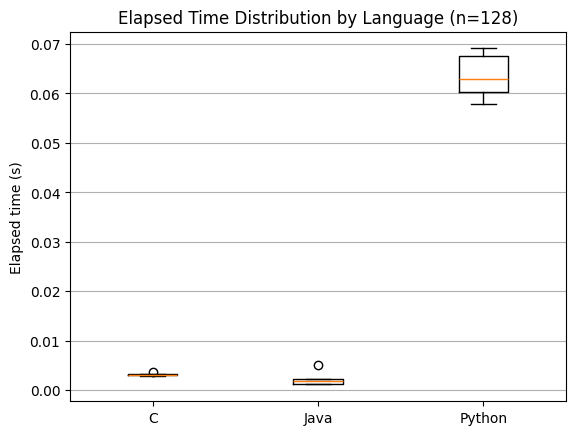 Elapsed Time Distribution by Language (n=128)
0.07
0.06
0.05
0.04
0.03
0.02
0.01
0.00
Elapsed time (s)
C
Java
Python